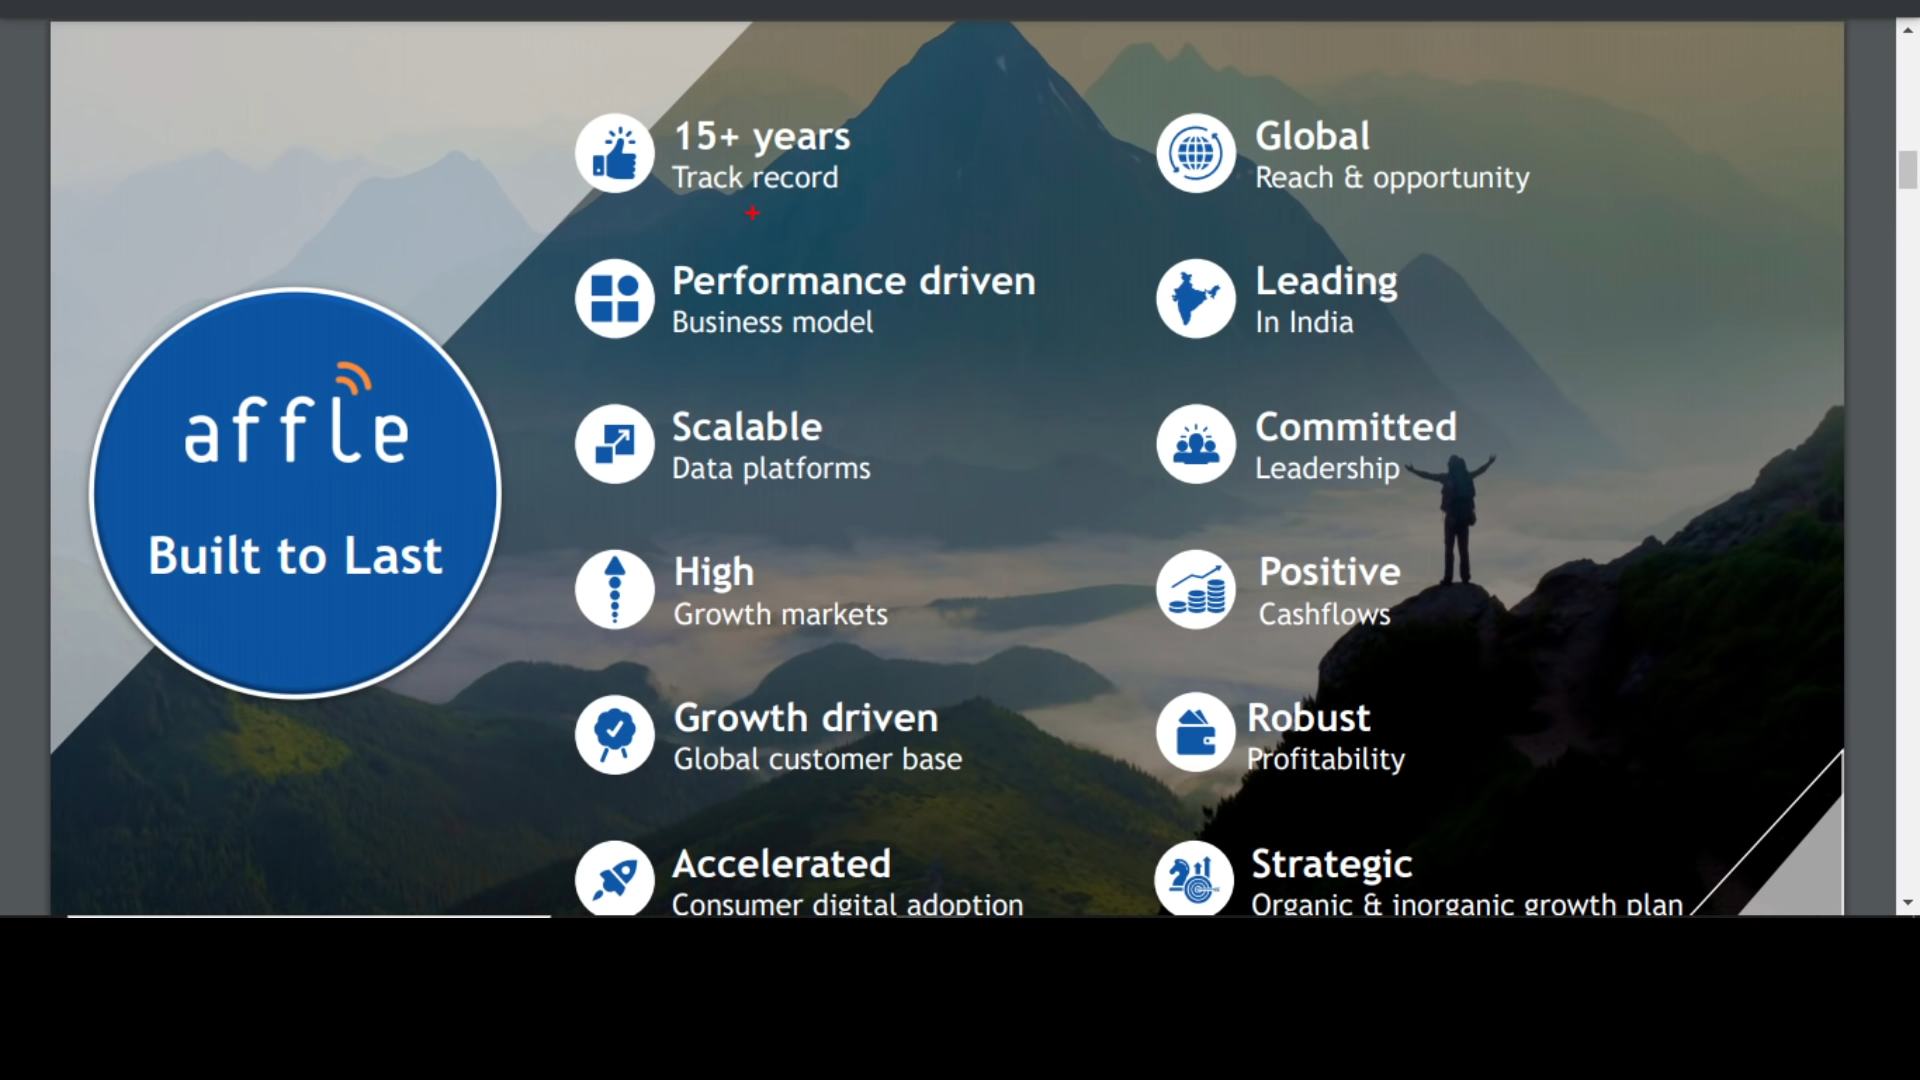 affle
Built to Last
15+ years
Track record
Performance driven
Business model
Scalable
Data platforms
High
Growth markets
Growth driven
Global customer base
Accelerated
Consumer digital adoption
Global
Reach & opportunity
Leading
In India
Committed
Leadership
Positive
Cashflows
Robust
Profitability
Strategic
Organic & inorganic growth plan